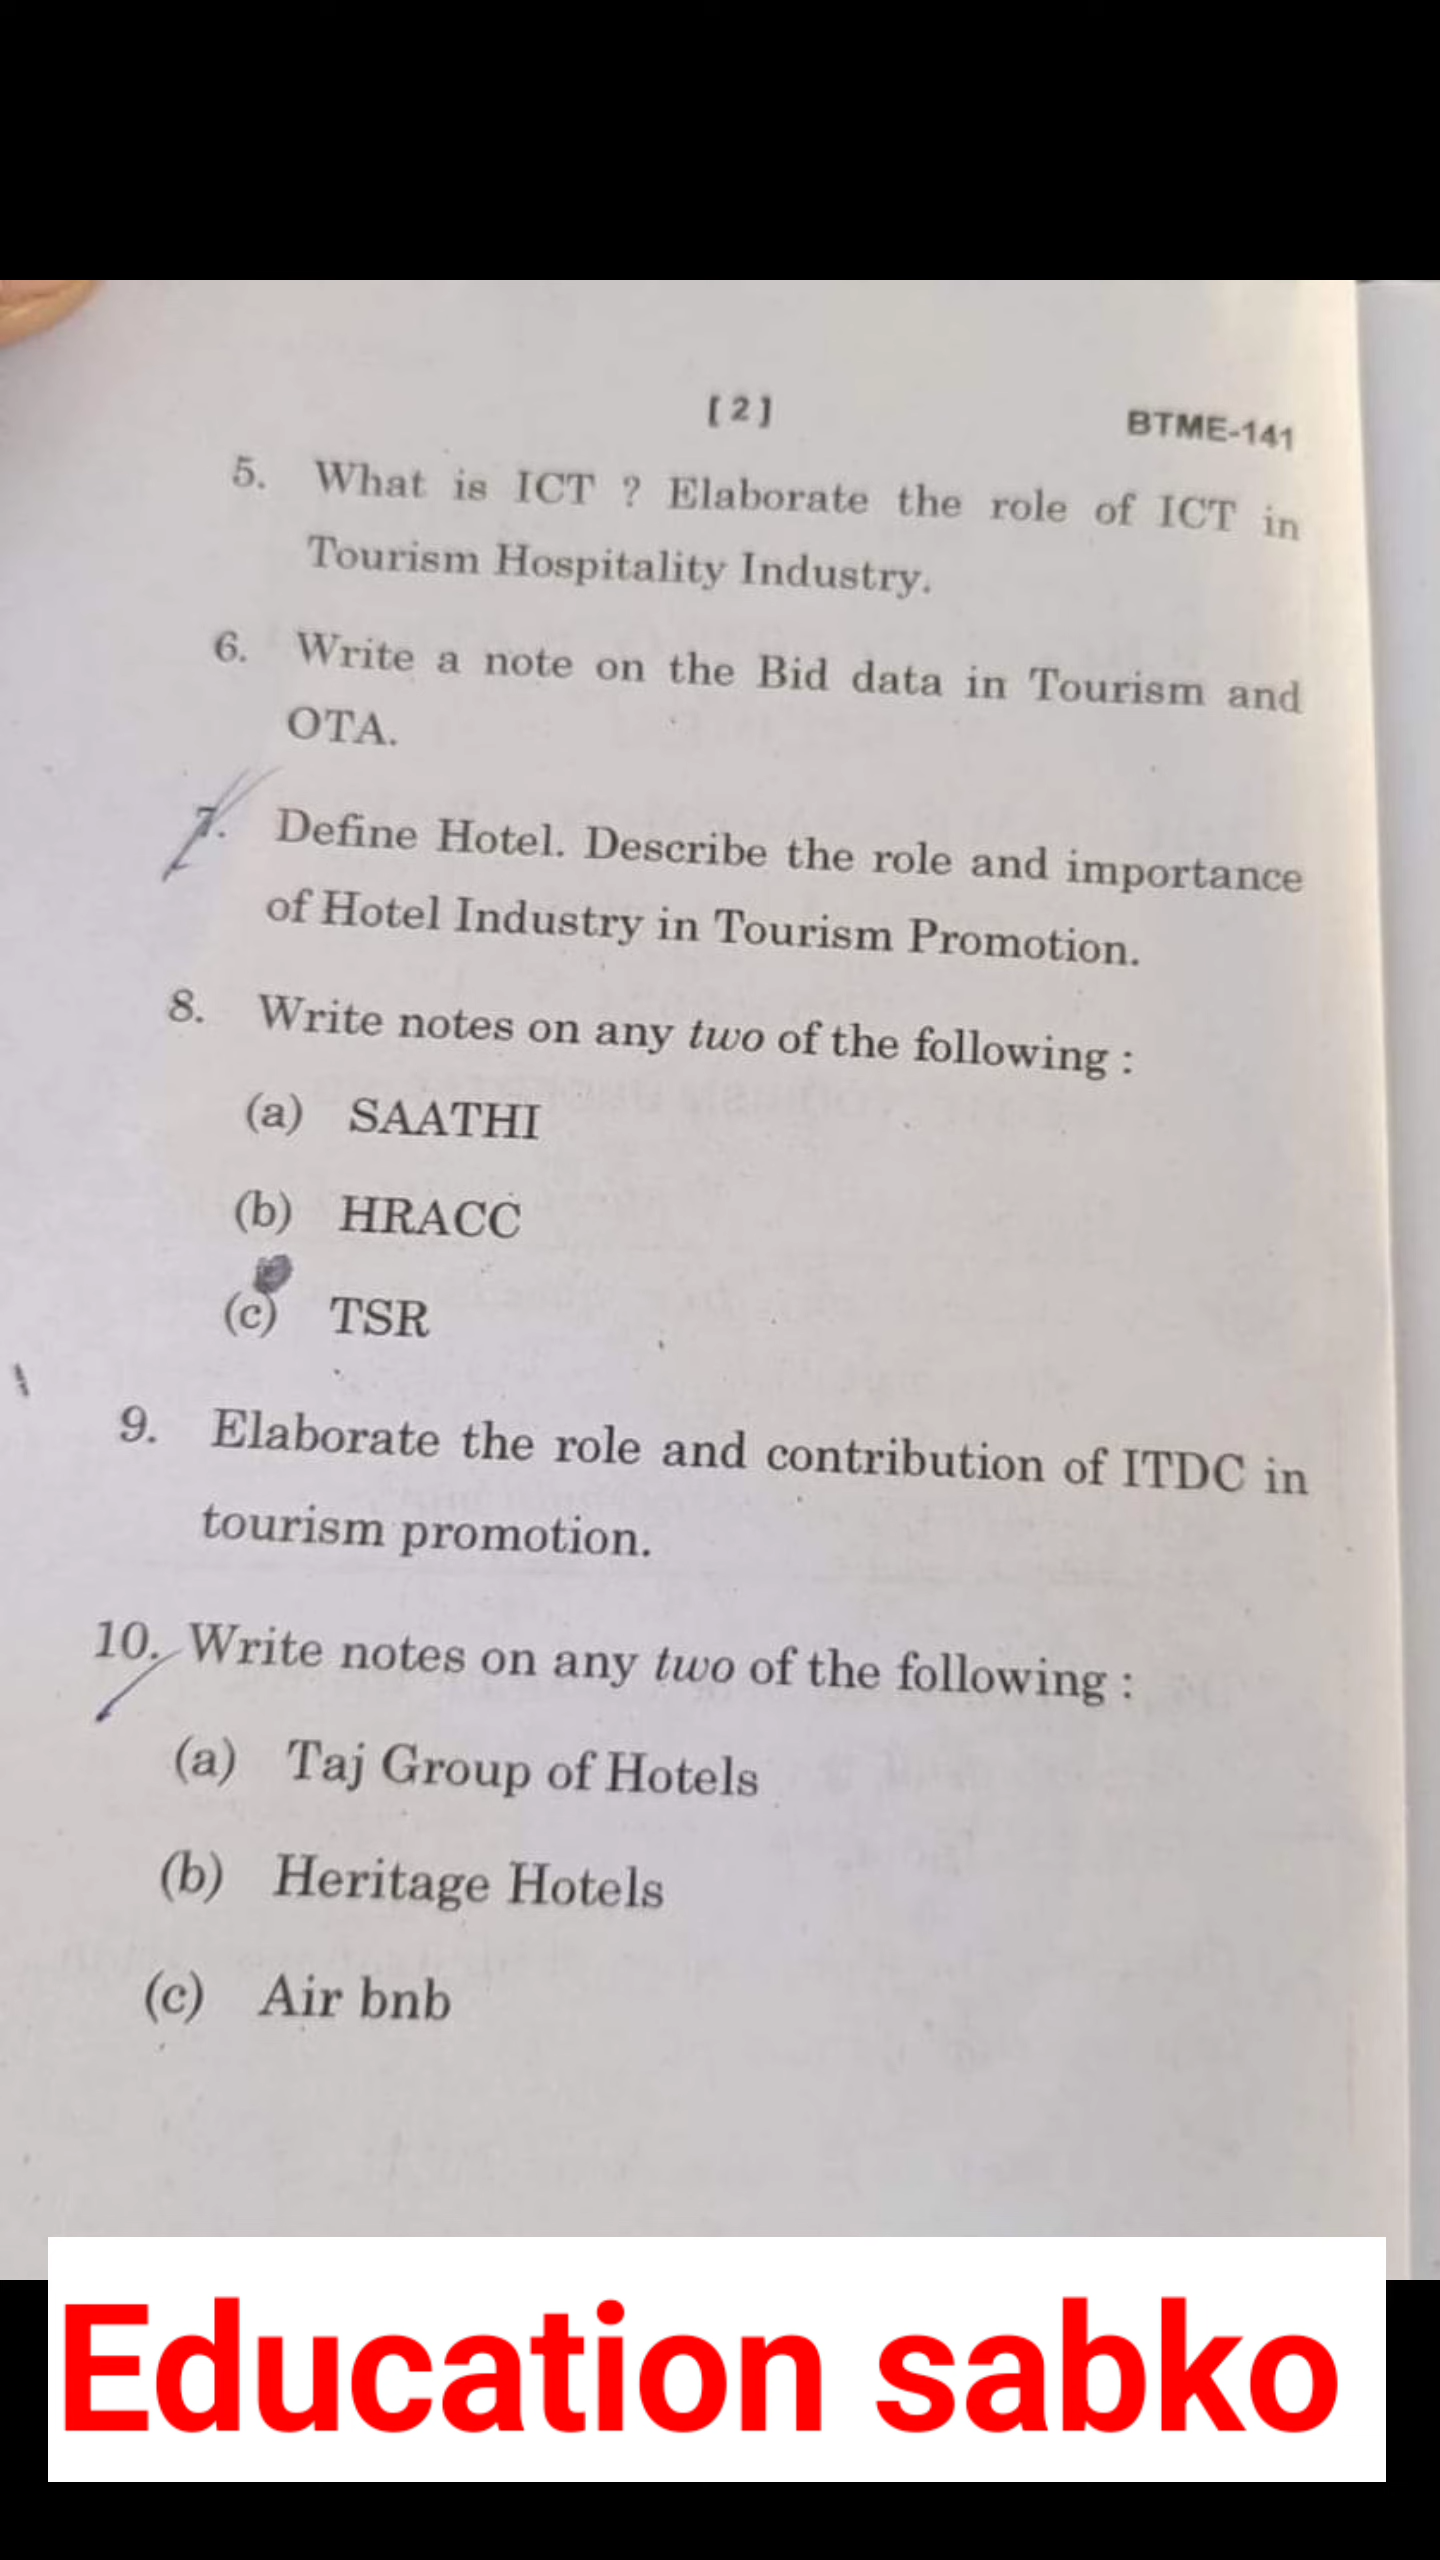 [ 2 ]
BTME-141
5. What is ICT ? Elaborate the role of ICT in
Tourism Hospitality Industry.
6. Write a note on the Bid data in Tourism and
OTA.
7. Define Hotel. Describe the role and importance
of Hotel Industry in Tourism Promotion.
8. Write notes on any two of the following :
(a) SAATHI
(b) HRACC
(c) TSR
9. Elaborate the role and contribution of ITDC in
tourism promotion.
10. Write notes on any two of the following :
(a) Taj Group of Hotels
(b) Heritage Hotels
(c) Air bnb
Education sabko